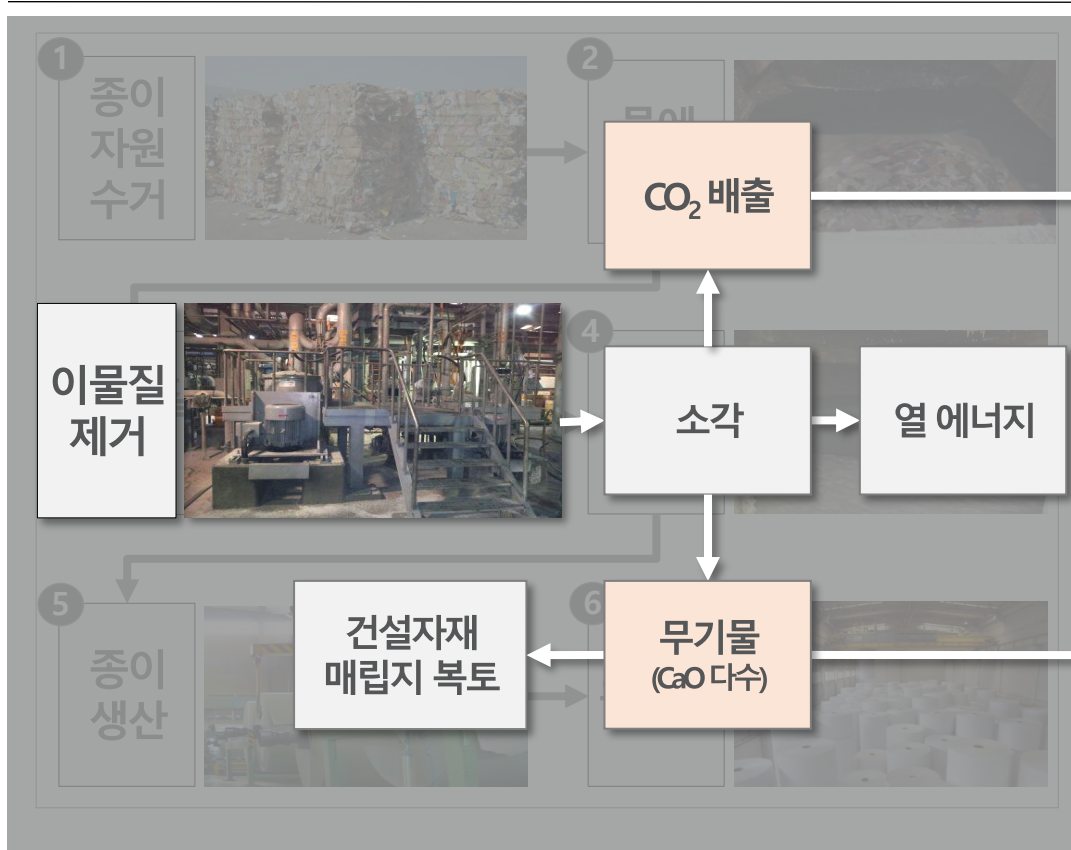 1
종이
자원
수거
2
물에
CO₂ 배출
이물질
제거
4
소각
열 에너지
5
종이
생산
건설자재
매립지 복토
6
무기물
(CaO 다수)